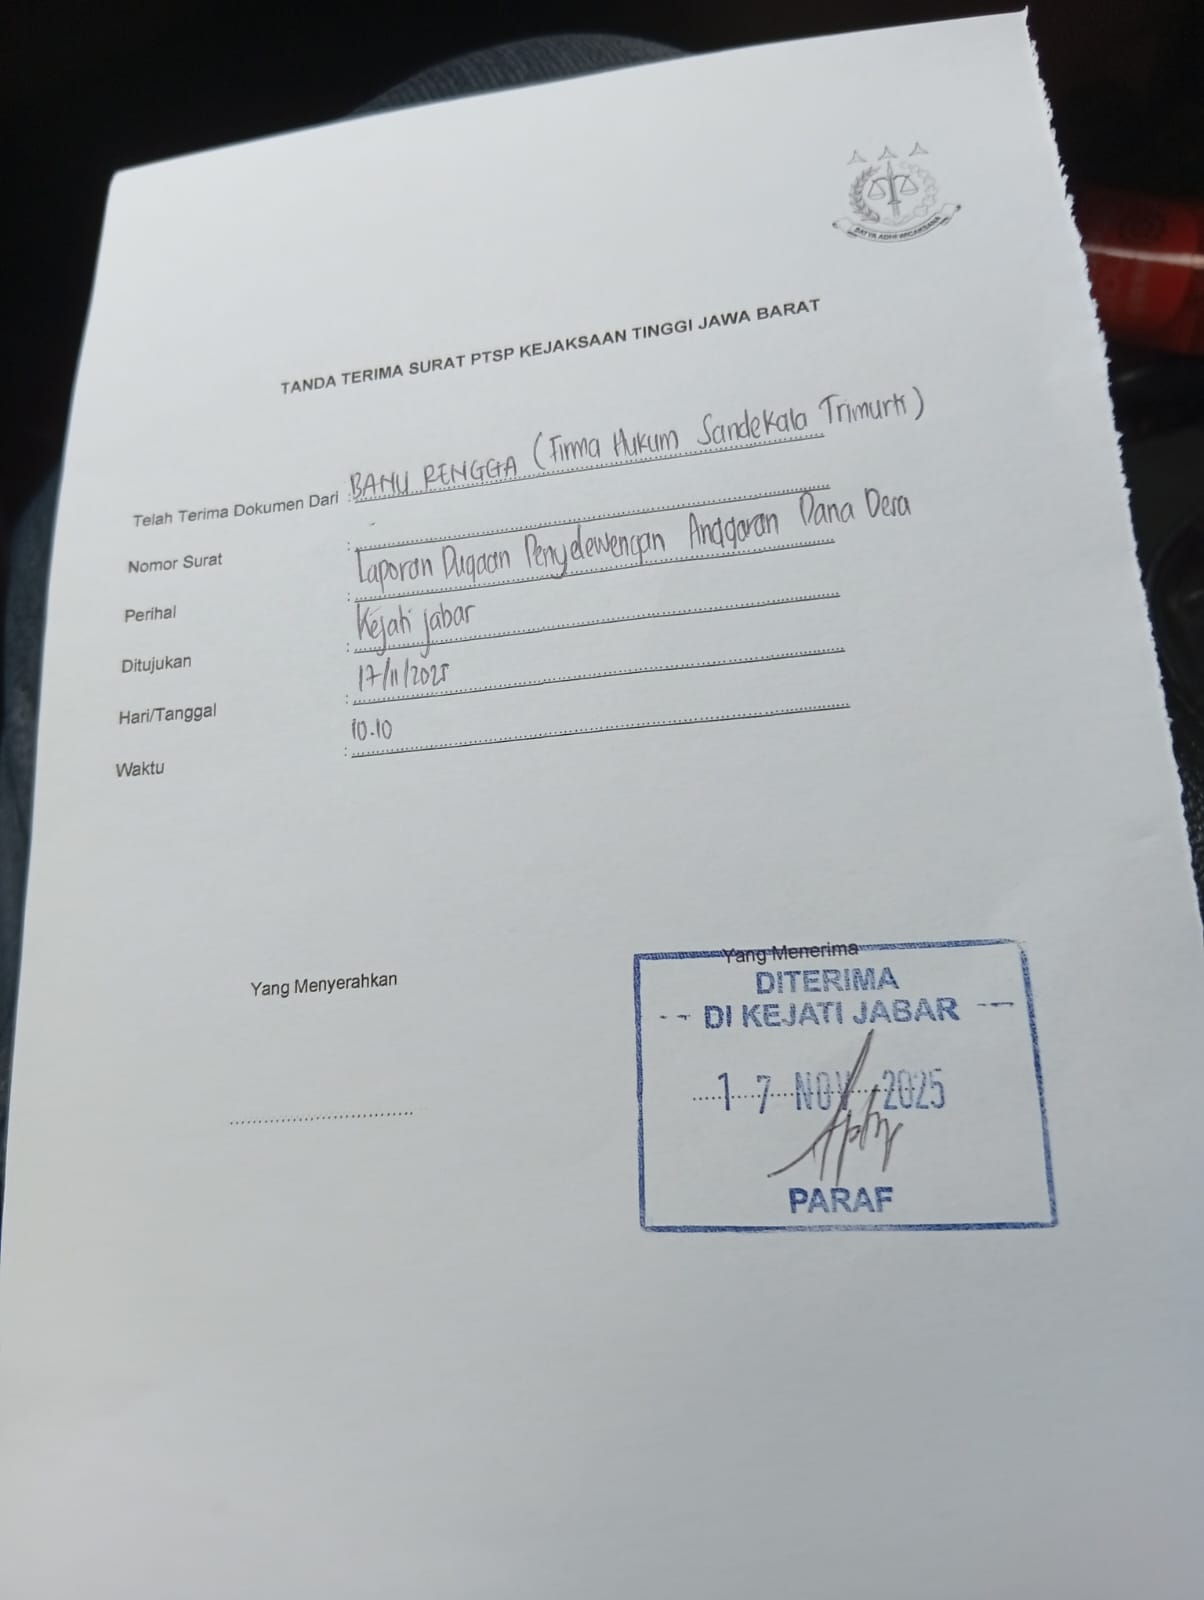 SATYA ADHI WICAKSANA
TANDA TERIMA SURAT PTSP KEJAKSAAN TINGGI JAWA BARAT
Telah Terima Dokumen Dari : BANU RENGGA (Firma Hukum Sandekala Trimurti)
Nomor Surat : -
Perihal : Laporan Dugaan Penyelewengan Anggaran Dana Desa
Ditujukan : Kejati jabar
Hari/Tanggal : 17/11/2025
Waktu : 10.10
Yang Menyerahkan
Yang Menerima
DITERIMA
DI KEJATI JABAR
17 NOV 2025
PARAF